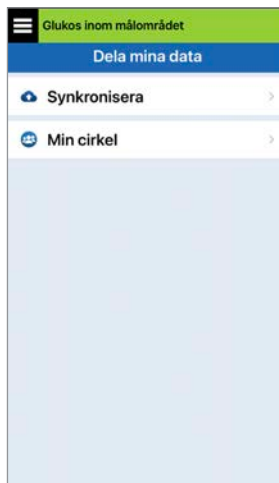 Glukos inom målområdet
Dela mina data
Synkronisera
Min cirkel